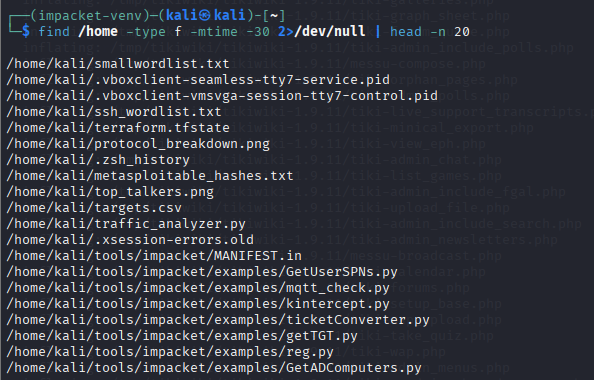 ┌──(impacket-venv)─(kali㉿kali)-[~]
└─$ find /home -type f -mtime -30 2>/dev/null | head -n 20
/home/kali/smallwordlist.txt
/home/kali/.vboxclient-seamless-tty7-service.pid
/home/kali/.vboxclient-vmsvga-session-tty7-control.pid
/home/kali/ssh_wordlist.txt
/home/kali/terraform.tfstate
/home/kali/protocol_breakdown.png
/home/kali/.zsh_history
/home/kali/metasploitable_hashes.txt
/home/kali/top_talkers.png
/home/kali/targets.csv
/home/kali/traffic_analyzer.py
/home/kali/.xsession-errors.old
/home/kali/tools/impacket/MANIFEST.in
/home/kali/tools/impacket/examples/GetUserSPNs.py
/home/kali/tools/impacket/examples/mqtt_check.py
/home/kali/tools/impacket/examples/kintercept.py
/home/kali/tools/impacket/examples/ticketConverter.py
/home/kali/tools/impacket/examples/getTGT.py
/home/kali/tools/impacket/examples/reg.py
/home/kali/tools/impacket/examples/GetADComputers.py